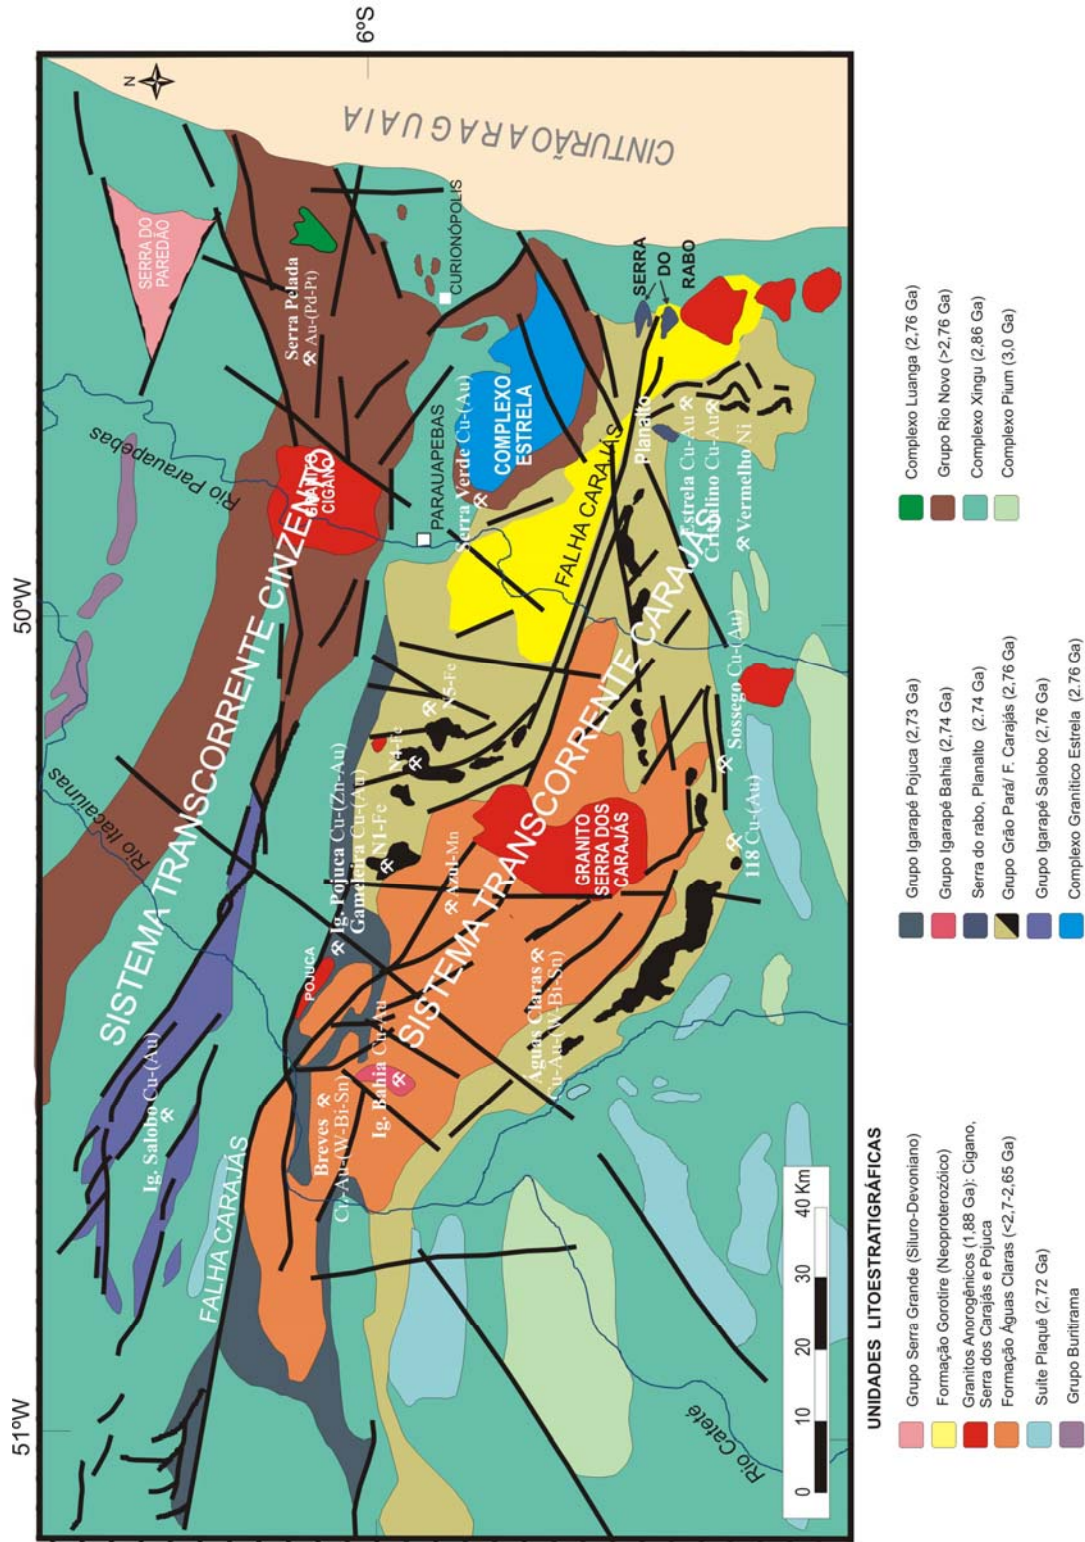 51ºW
50ºW
6ºS
N
SERRA DO
PAREDÃO
CINTURÃO ARAGUAIA
Rio Parauapebas
Rio Itacaiunas
SISTEMA TRANSCORRENTE CINZENTO
GRANITO
CIGANO
Serra Pelada
Au-(Pd-Pt)
CURIONÓPOLIS
PARAUAPEBAS
Serra Verde Cu-(Au)
COMPLEXO
ESTRELA
SERRA
DO
RABO
Ig. Salobo Cu-(Au)
FALHA CARAJÁS
POJUCA
Ig. Pojuca Cu-(Zn-Au)
Gameleira Cu-(Au)
N1-Fe
N4-Fe
N5-Fe
Breves
Cu-Au-(W-Bi-Sn)
Ig. Bahia Cu-Au
Azul-Mn
SISTEMA TRANSCORRENTE CARAJÁS
FALHA CARAJÁS
Planalto
Estrela Cu-Au
Cristalino Cu-Au
Vermelho Ni
Águas Claras
Cu-Au-(W-Bi-Sn)
GRANITO
SERRA DOS
CARAJÁS
118 Cu-(Au)
Sossego Cu-(Au)
Rio Cateté
0 10 20 30 40 Km
UNIDADES LITOESTRATIGRÁFICAS
Grupo Serra Grande (Siluro-Devoniano)
Formação Gorotire (Neoproterozóico)
Granitos Anorogênicos (1,88 Ga): Cigano,
Serra dos Carajás e Pojuca
Formação Águas Claras (<2,7-2,65 Ga)
Suíte Plaquê (2,72 Ga)
Grupo Buritirama
Grupo Igarapé Pojuca (2,73 Ga)
Grupo Igarapé Bahia (2,74 Ga)
Serra do rabo, Planalto (2.74 Ga)
Grupo Grão Pará/ F. Carajás (2,76 Ga)
Grupo Igarapé Salobo (2,76 Ga)
Complexo Granítico Estrela (2.76 Ga)
Complexo Luanga (2,76 Ga)
Grupo Rio Novo (>2,76 Ga)
Complexo Xingu (2,86 Ga)
Complexo Pium (3,0 Ga)